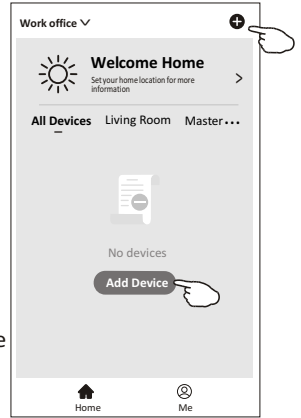 Work office
Welcome Home
Set your home location for more
information
All Devices Living Room Master...
No devices
Add Device
e
Home Me